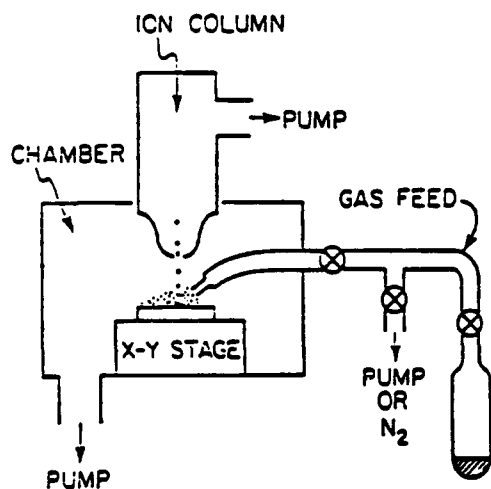 ICN COLUMN
PUMP
CHAMBER
GAS FEED
X-Y STAGE
PUMP
OR
N₂
PUMP